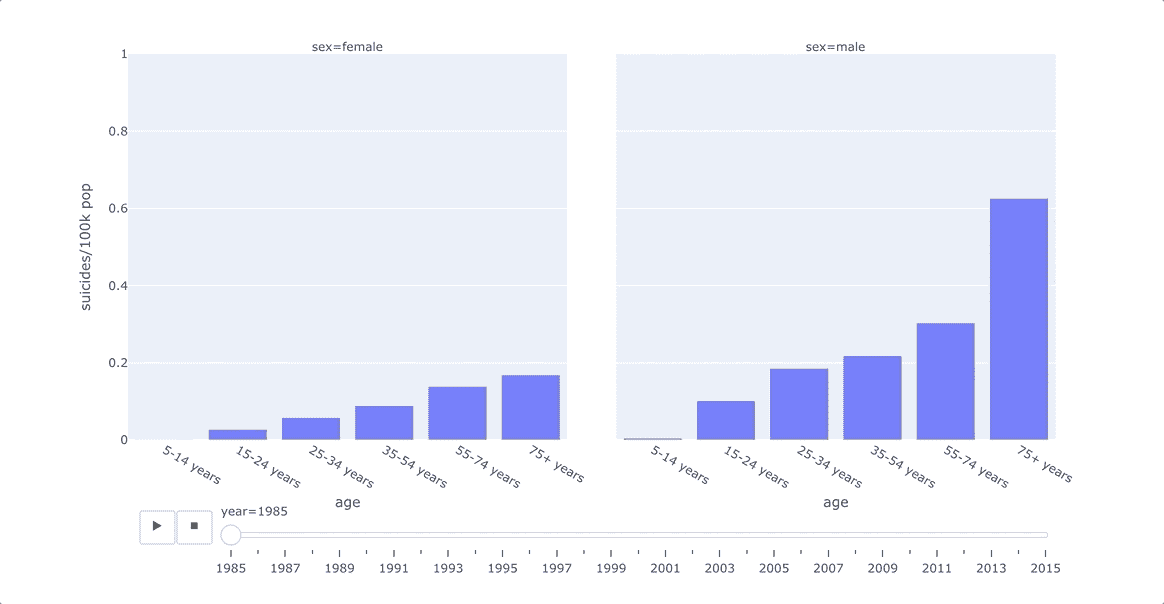 sex=female
sex=male
suicides/100k pop
1
0.8
0.6
0.4
0.2
0
5-14 years
15-24 years
25-34 years
35-54 years
55-74 years
75+ years
5-14 years
15-24 years
25-34 years
35-54 years
55-74 years
75+ years
age
age
year=1985
1985 1987 1989 1991 1993 1995 1997 1999 2001 2003 2005 2007 2009 2011 2013 2015